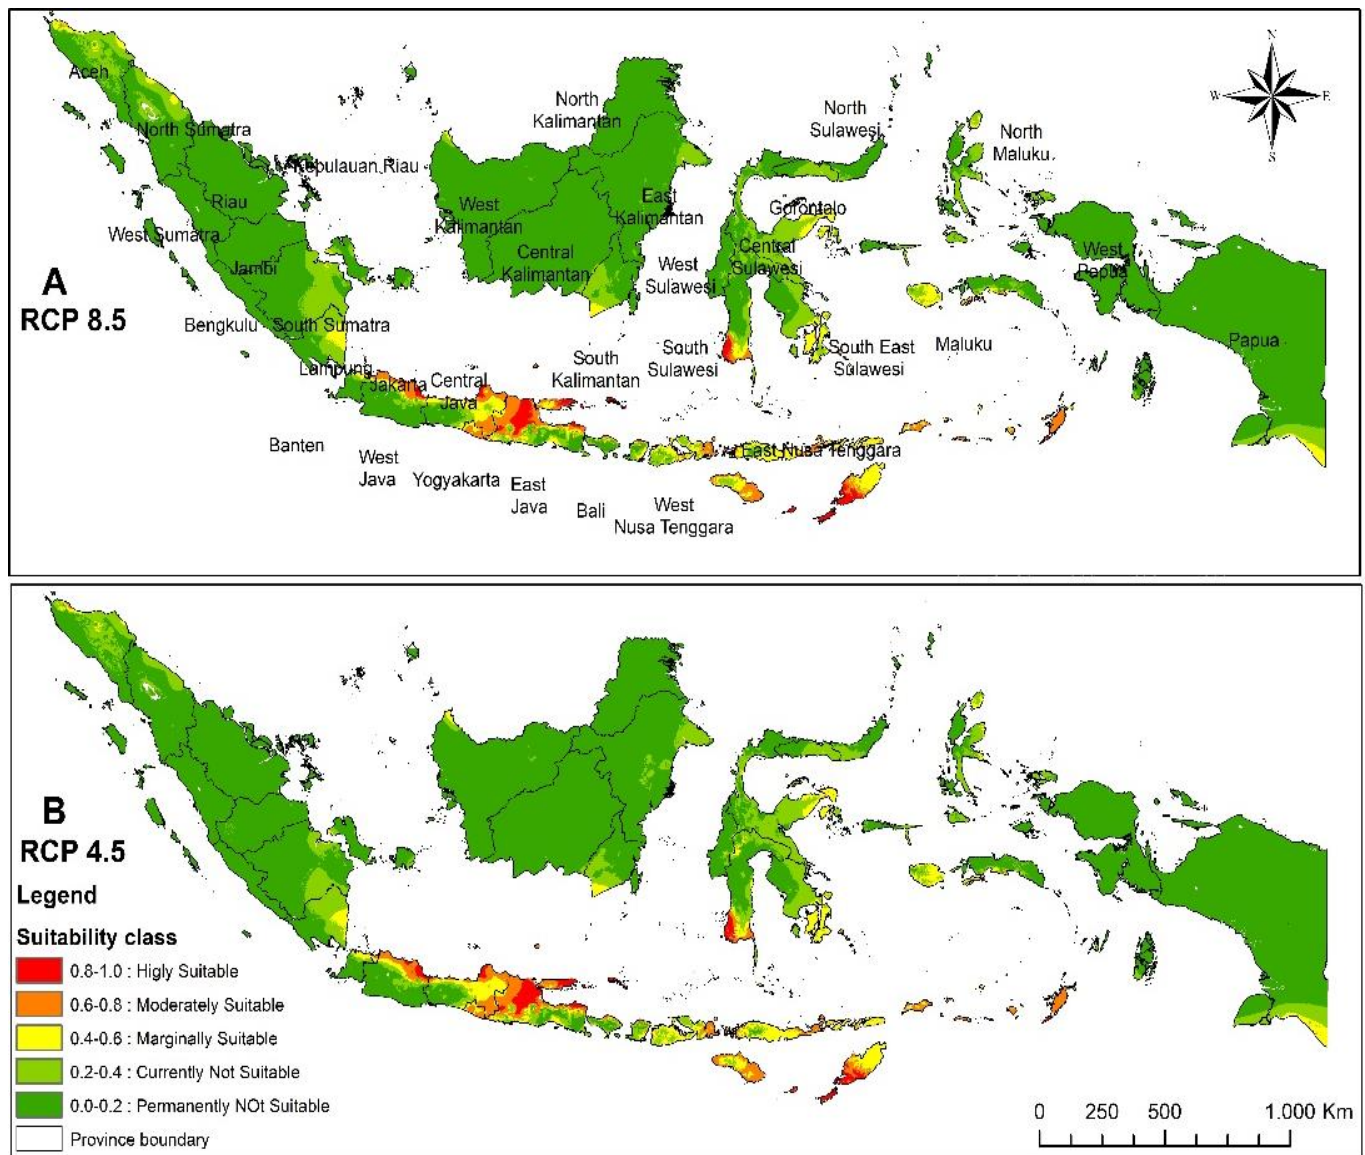 N
W
E
S
Aceh
North
Kalimantan
North
Sulawesi
North
Maluku
North Sumatra
Kepulauan Riau
Riau
West
Kalimantan
East
Kalimantan
Gorontalo
West Sumatra
Central
Kalimantan
Central
Sulawesi
West
Sulawesi
West
Papua
Jambi
A
RCP 8.5
Bengkulu
South Sumatra
Lampung
Jakarta
Central
Java
South
Kalimantan
South
Sulawesi
South East
Sulawesi
Maluku
Papua
Banten
West
Java
Yogyakarta
East
Java
Bali
West
Nusa Tenggara
East Nusa Tenggara
B
RCP 4.5
Legend
Suitability class
0.8-1.0 : Higly Suitable
0.6-0.8 : Moderately Suitable
0.4-0.6 : Marginally Suitable
0.2-0.4 : Currently Not Suitable
0.0-0.2 : Permanently NOt Suitable
Province boundary
0 250 500 1.000 Km